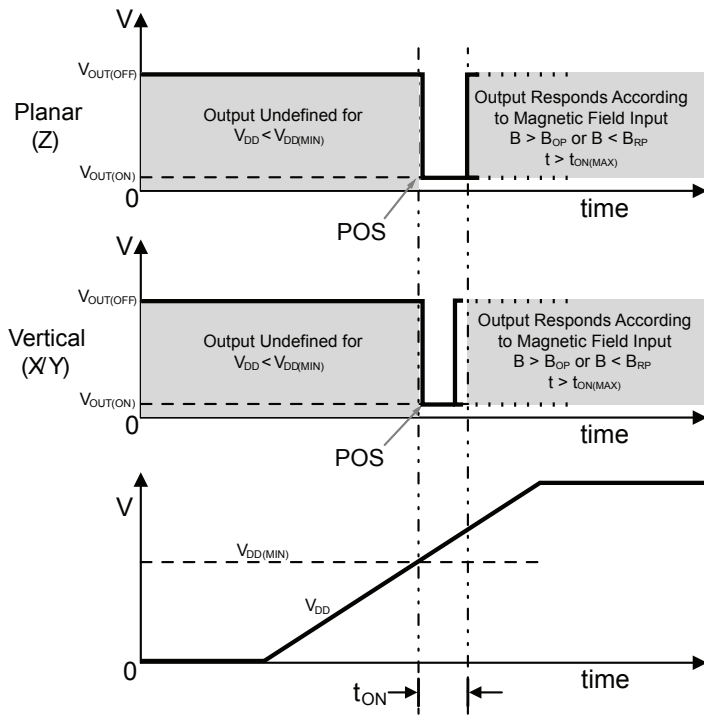 V
V_OUT(OFF)
Planar
(Z)
Output Undefined for
V_DD < V_DD(MIN)
Output Responds According
to Magnetic Field Input
B > B_OP or B < B_RP
t > t_ON(MAX)
V_OUT(ON)
0
POS
time
V
V_OUT(OFF)
Vertical
(X/Y)
Output Undefined for
V_DD < V_DD(MIN)
Output Responds According
to Magnetic Field Input
B > B_OP or B < B_RP
t > t_ON(MAX)
V_OUT(ON)
0
POS
time
V
V_DD(MIN)
V_DD
0
time
t_ON